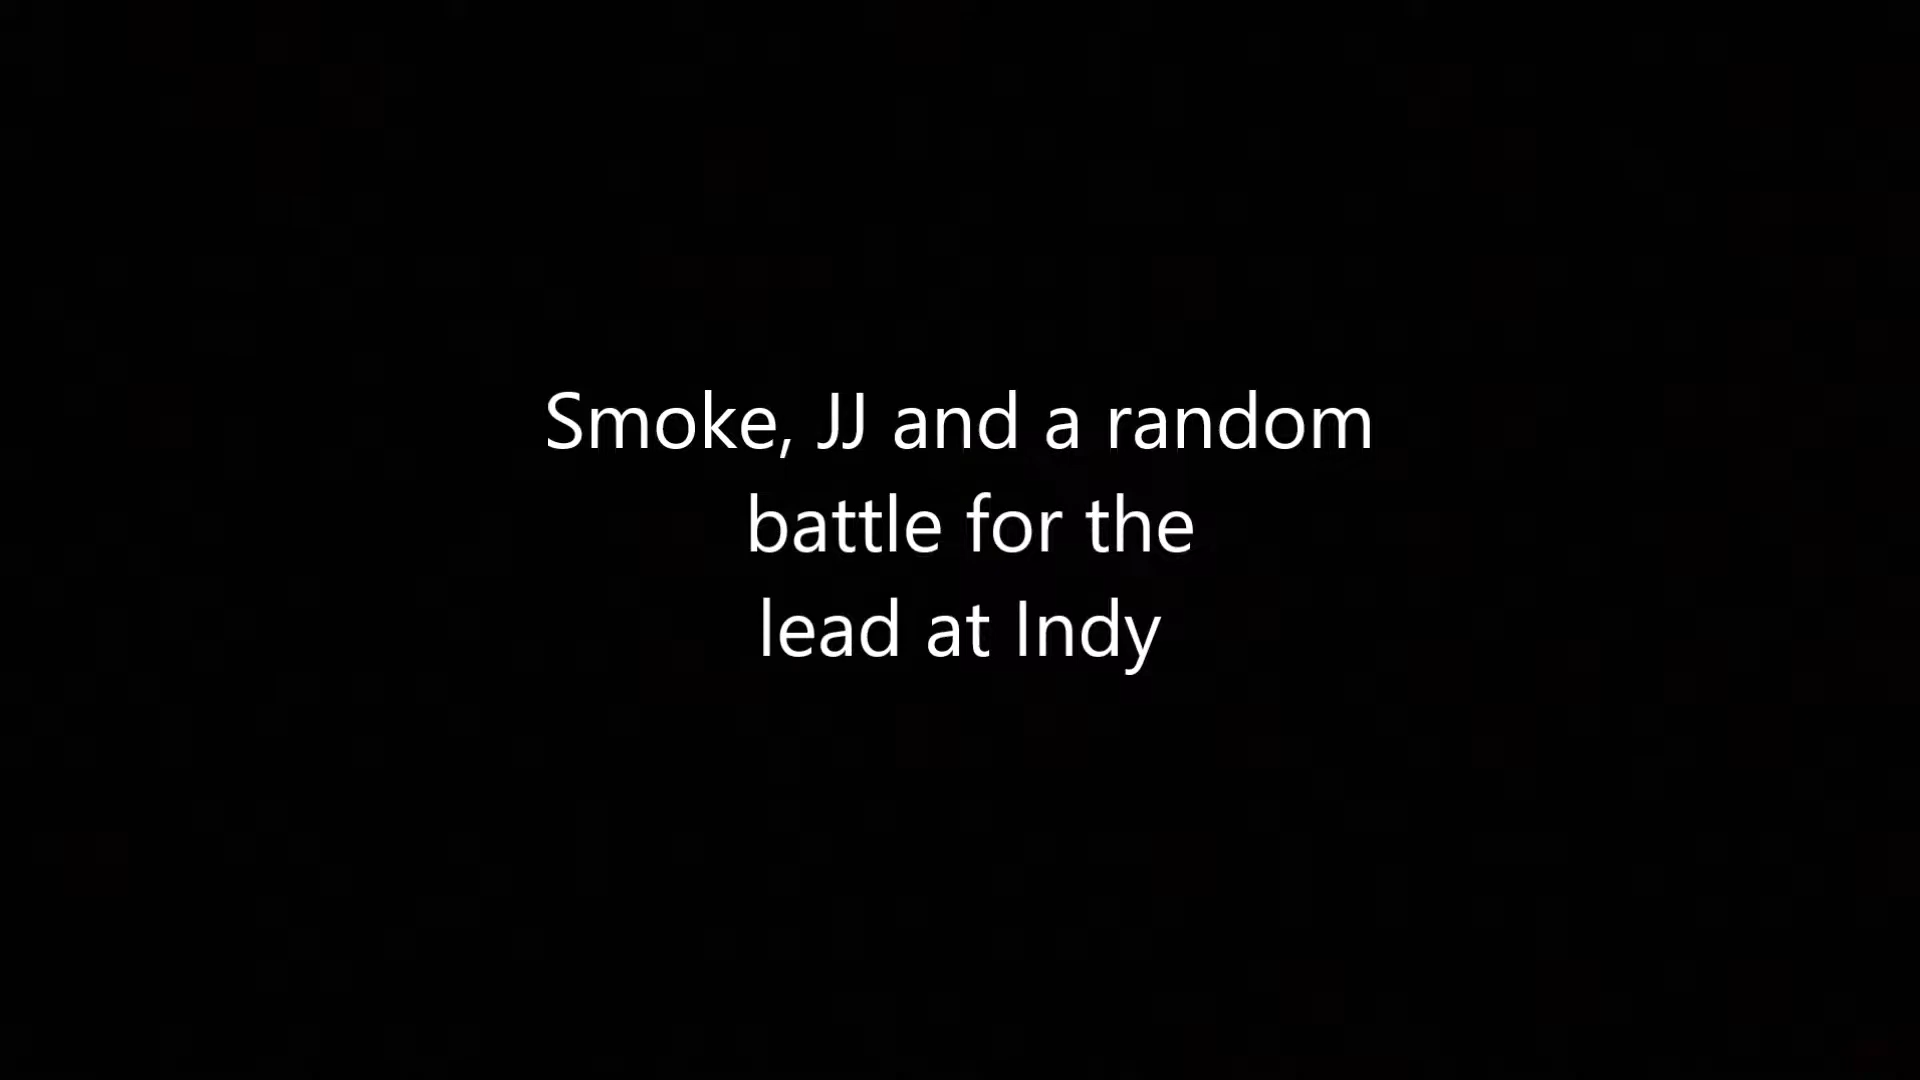 Smoke, JJ and a random
battle for the
lead at Indy